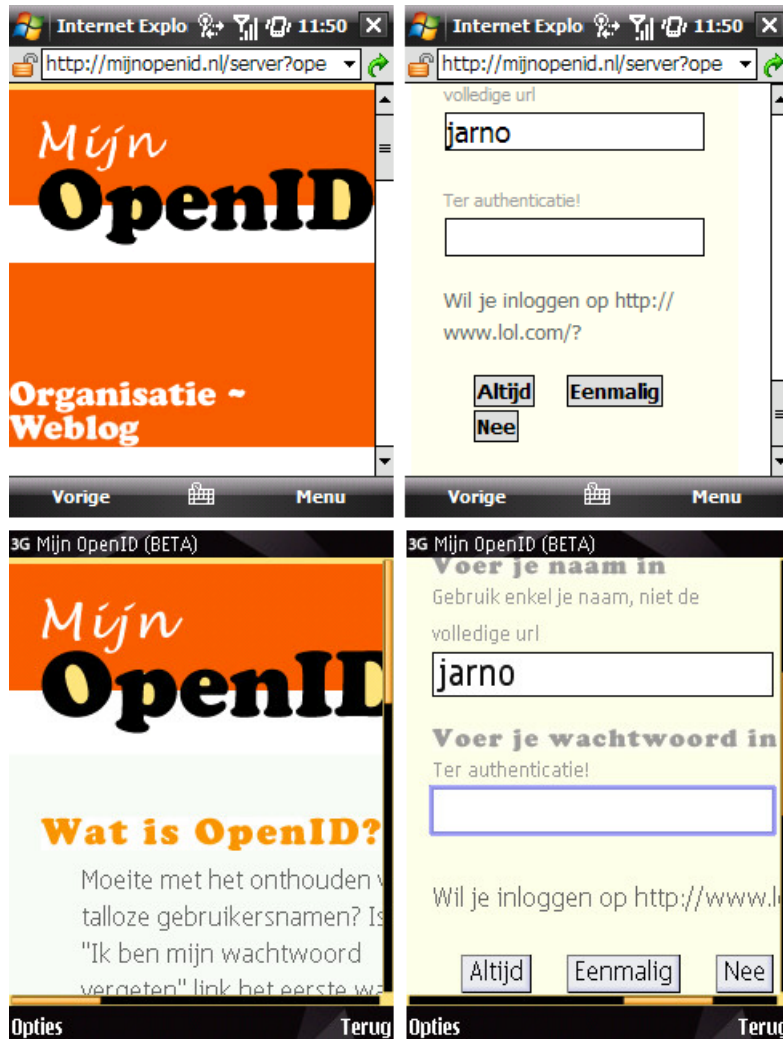 Internet Explo 11:50
http://mijnopenid.nl/server?ope
Mijn
OpenID
Organisatie ~
Weblog
Vorige Menu
Internet Explo 11:50
http://mijnopenid.nl/server?ope
volledige url
jarno
Ter authenticatie!
Wil je inloggen op http://
www.lol.com/?
Altijd Eenmalig
Nee
Vorige Menu
3G Mijn OpenID (BETA)
Mijn
OpenID
Wat is OpenID?
Moeite met het onthouden
talloze gebruikersnamen? Is
"Ik ben mijn wachtwoord
vergeten" link het eerste wa
Opties Terug
3G Mijn OpenID (BETA)
Voer je naam in
Gebruik enkel je naam, niet de
volledige url
jarno
Voer je wachtwoord in
Ter authenticatie!
Wil je inloggen op http://www.l
Altijd Eenmalig Nee
Opties Terug